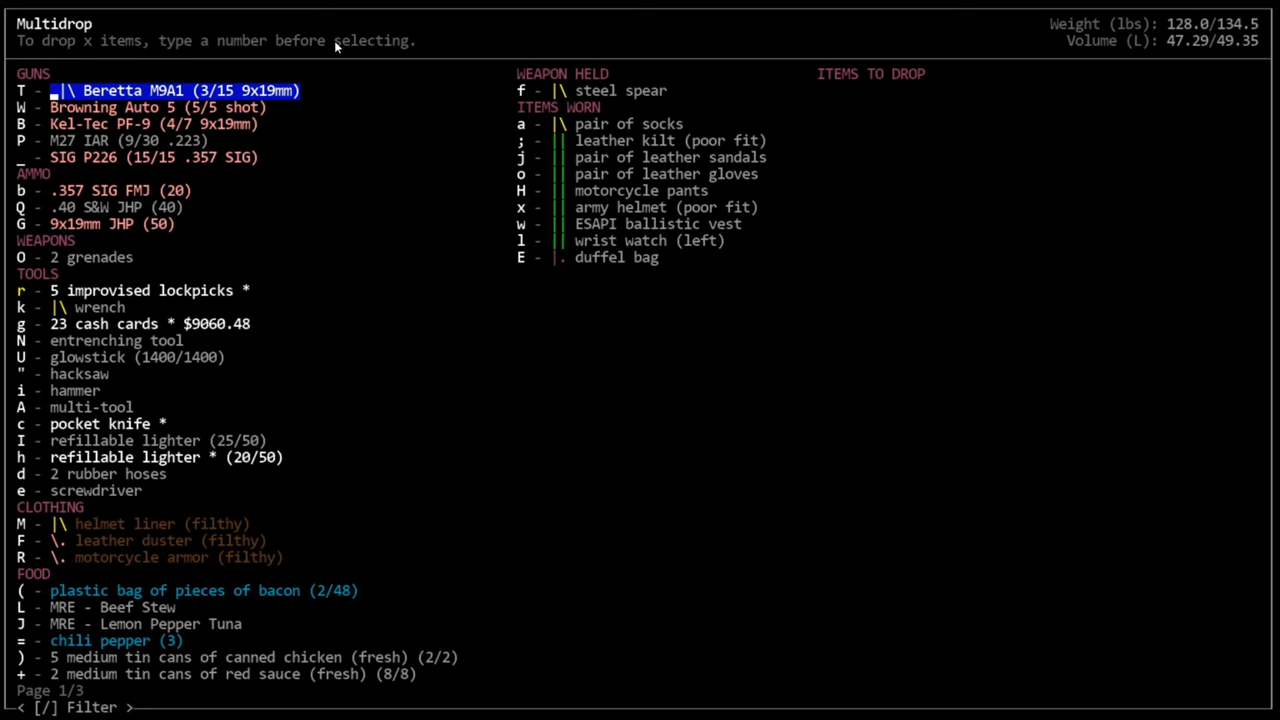 Multidrop
To drop x items, type a number before selecting.
Weight (lbs): 128.0/134.5
Volume (L): 47.29/49.35
GUNS
T - |\ Beretta M9A1 (3/15 9x19mm)
W - Browning Auto 5 (5/5 shot)
B - Kel-Tec PF-9 (4/7 9x19mm)
P - M27 IAR (9/30 .223)
_ - SIG P226 (15/15 .357 SIG)
AMMO
b - .357 SIG FMJ (20)
Q - .40 S&W JHP (40)
G - 9x19mm JHP (50)
WEAPONS
O - 2 grenades
TOOLS
r - 5 improvised lockpicks *
k - |\ wrench
g - 23 cash cards * $9060.48
N - entrenching tool
U - glowstick (1400/1400)
" - hacksaw
i - hammer
A - multi-tool
c - pocket knife *
I - refillable lighter (25/50)
h - refillable lighter * (20/50)
d - 2 rubber hoses
e - screwdriver
CLOTHING
M - |\ helmet liner (filthy)
F - \. leather duster (filthy)
R - \. motorcycle armor (filthy)
FOOD
( - plastic bag of pieces of bacon (2/48)
L - MRE - Beef Stew
J - MRE - Lemon Pepper Tuna
= - chili pepper (3)
) - 5 medium tin cans of canned chicken (fresh) (2/2)
+ - 2 medium tin cans of red sauce (fresh) (8/8)
Page 1/3
< [/] Filter >
WEAPON HELD
f - |\ steel spear
ITEMS WORN
a - |\ pair of socks
; - || leather kilt (poor fit)
j - || pair of leather sandals
o - || pair of leather gloves
H - || motorcycle pants
x - || army helmet (poor fit)
w - || ESAPI ballistic vest
l - || wrist watch (left)
E - |. duffel bag
ITEMS TO DROP